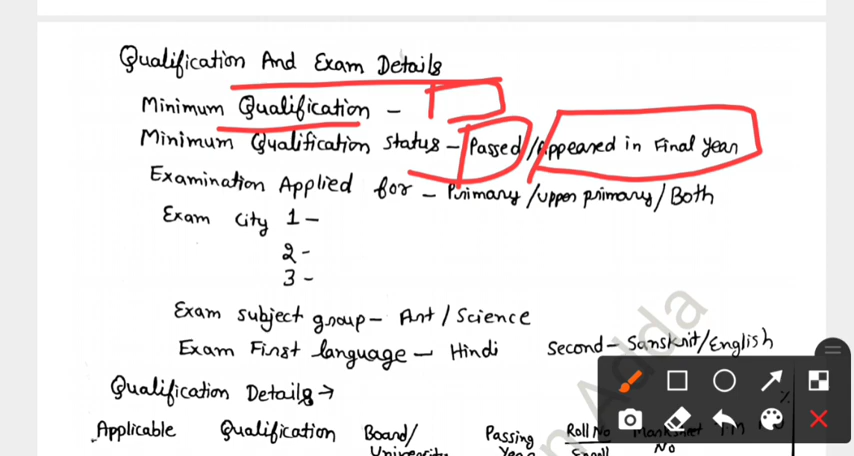 Qualification And Exam Details
Minimum Qualification -
Minimum Qualification Status - Passed/Appeared in Final Year
Examination Applied for - Primary/upper primary/Both
Exam City 1 -
2 -
3 -
Exam subject group - Art/Science
Exam First language - Hindi Second - Sanskrit/English
Qualification Details →
Applicable Qualification Board/ Passing Roll No
No
Adda
%